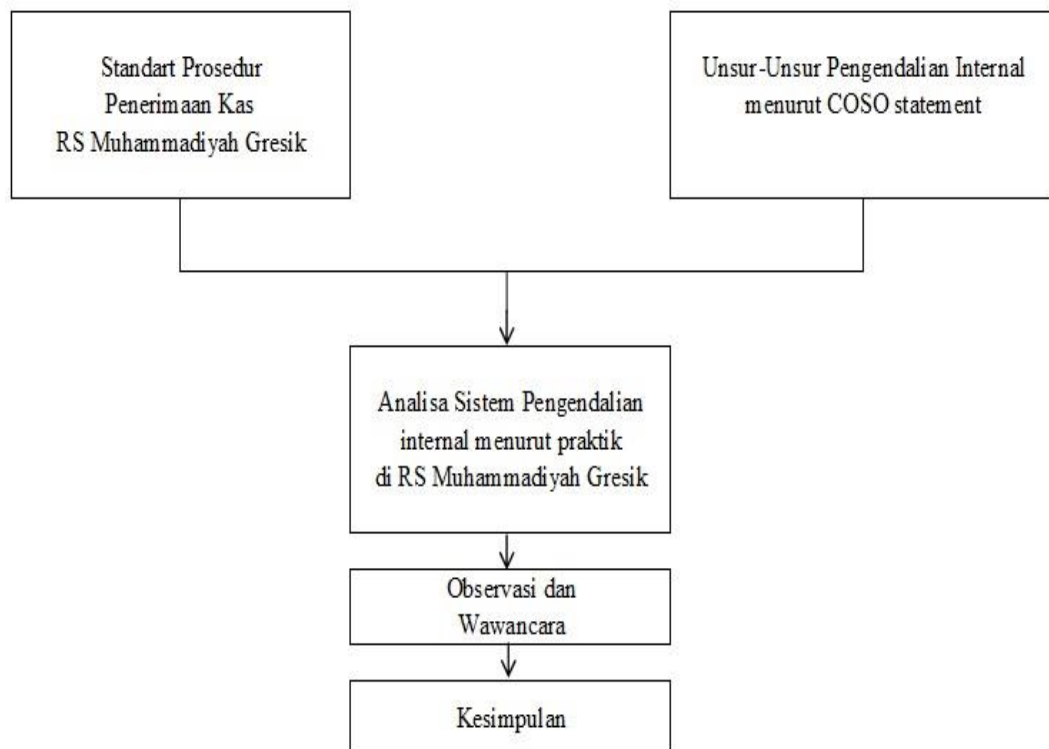 Standart Prosedur
Penerimaan Kas
RS Muhammadiyah Gresik
Unsur-Unsur Pengendalian Internal
menurut COSO statement
Analisa Sistem Pengendalian
internal menurut praktik
di RS Muhammadiyah Gresik
Observasi dan
Wawancara
Kesimpulan